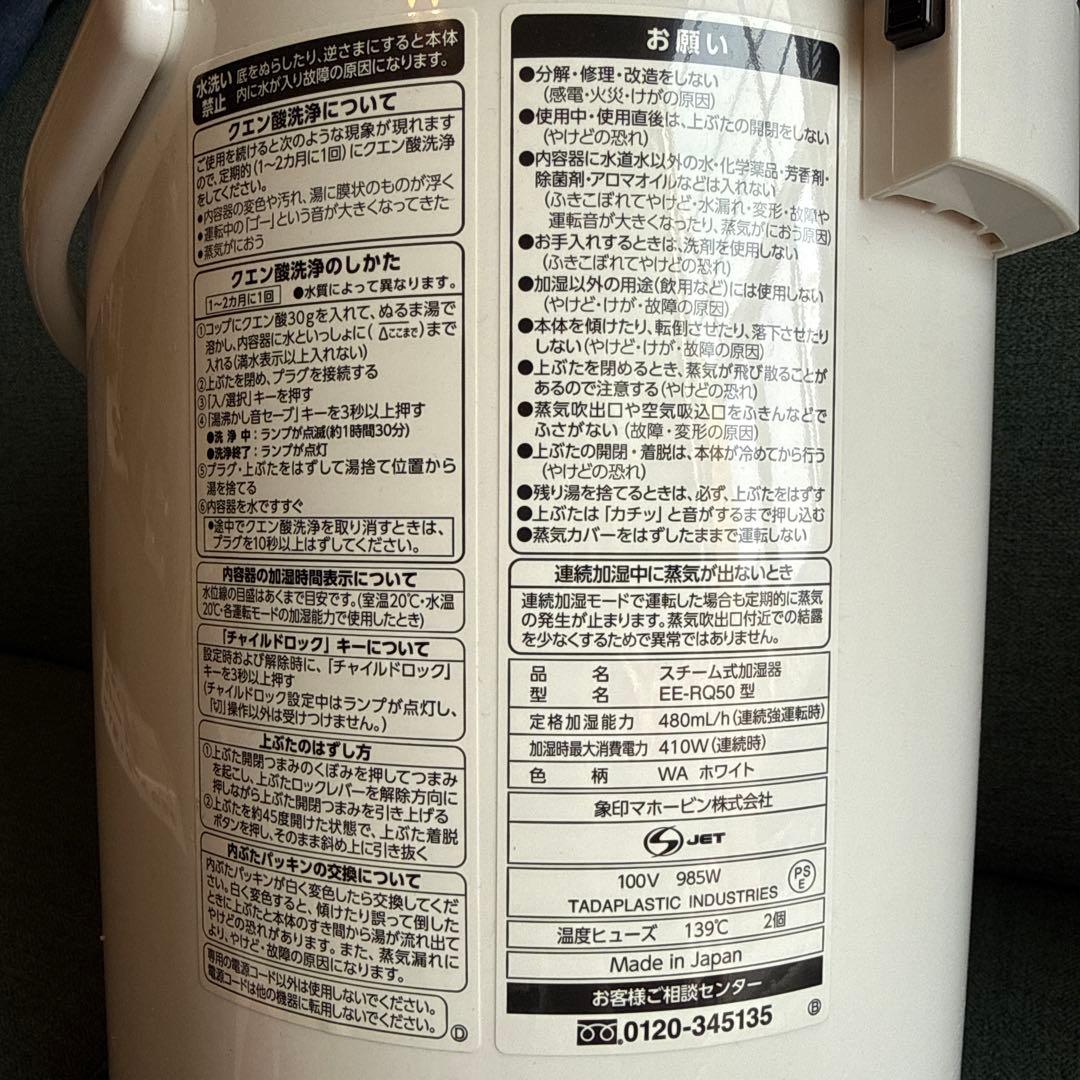 水洗い 底をぬらしたり、逆さまにすると本体
禁止 内に水が入り故障の原因になります。
クエン酸洗浄について
ご使用を続けると次のような現象が現れます
ので、定期的(1〜2カ月に1回)にクエン酸洗浄
をしてください。
●内容器の変色や汚れ、湯に膜状のものが浮く
●運転中の「ゴー」という音が大きくなってきた
●蒸気がにおう
クエン酸洗浄のしかた
1〜2カ月に1回 ●水質によって異なります。
①コップにクエン酸30gを入れて、ぬるま湯で
溶かし、内容器に水といっしょに(△ここまで)まで
入れる(満水表示以上入れない)
②上ぶたを閉め、プラグを接続する
③「入/選択」キーを押す
④「湯沸かし音セーブ」キーを3秒以上押す
●洗浄中:ランプが点滅(約1時間30分)
●洗浄終了:ランプが点灯
⑤プラグ・上ぶたをはずして湯捨て位置から
湯を捨てる
⑥内容器を水ですすぐ
●途中でクエン酸洗浄を取り消すときは、
プラグを10秒以上はずしてください。
内容器の加湿時間表示について
水位線の目盛はあくまで目安です。(室温20℃・水温
20℃・各運転モードの加湿能力で使用したとき)
「チャイルドロック」キーについて
設定時および解除時に、「チャイルドロック」
キーを3秒以上押す
(チャイルドロック設定中はランプが点灯し、
「切」操作以外は受けつけません。)
上ぶたのはずし方
①上ぶた開閉つまみのくぼみを押してつまみ
を起こし、上ぶたロックレバーを解除方向に
押しながら上ぶた開閉つまみを引き上げる
②上ぶたを約45度開けた状態で、上ぶた着脱
ボタンを押し、そのまま斜め上に引き抜く
内ぶたパッキンの交換について
内ぶたパッキンが白く変色したら交換してくだ
さい。白く変色すると、傾けたり誤って倒した
ときに上ぶたと本体のすき間から湯が流れ出て
やけどの恐れがあります。また、蒸気漏れに
より、やけど・故障の原因になります。
専用の電源コード以外は使用しないでください。
電源コードは他の機器に転用しないでください。
Ⓓ
お願い
●分解・修理・改造をしない
(感電・火災・けがの原因)
●使用中・使用直後は、上ぶたの開閉をしない
(やけどの恐れ)
●内容器に水道水以外の水・化学薬品・芳香剤・
除菌剤・アロマオイルなどは入れない
(ふきこぼれてやけど・水漏れ・変形・故障や
運転音が大きくなったり、蒸気がにおう原因)
●お手入れするときは、洗剤を使用しない
(ふきこぼれてやけどの恐れ)
●加湿以外の用途(飲用など)には使用しない
(やけど・けが・故障の原因)
●本体を傾けたり、転倒させたり、落下させたり
しない(やけど・けが・故障の原因)
●上ぶたを閉めるとき、蒸気が飛び散ることが
あるので注意する(やけどの恐れ)
●蒸気吹出口や空気吸込口をふきんなどで
ふさがない(故障・変形の原因)
●上ぶたの開閉・着脱は、本体が冷めてから行う
(やけどの恐れ)
●残り湯を捨てるときは、必ず、上ぶたをはずす
●上ぶたは「カチッ」と音がするまで押し込む
●蒸気カバーをはずしたままで運転しない
連続加湿中に蒸気が出ないとき
連続加湿モードで運転した場合も定期的に蒸気
の発生が止まります。蒸気吹出口付近での結露
を少なくするためで異常ではありません。
品名 スチーム式加湿器
型名 EE-RQ50 型
定格加湿能力 480mL/h(連続強運転時)
加湿時最大消費電力 410W(連続時)
色柄 WA ホワイト
象印マホービン株式会社
JET
100V 985W
PSE
TADAPLASTIC INDUSTRIES
温度ヒューズ 139℃ 2個
Made in Japan
お客様ご相談センター
0120-345135
Ⓑ